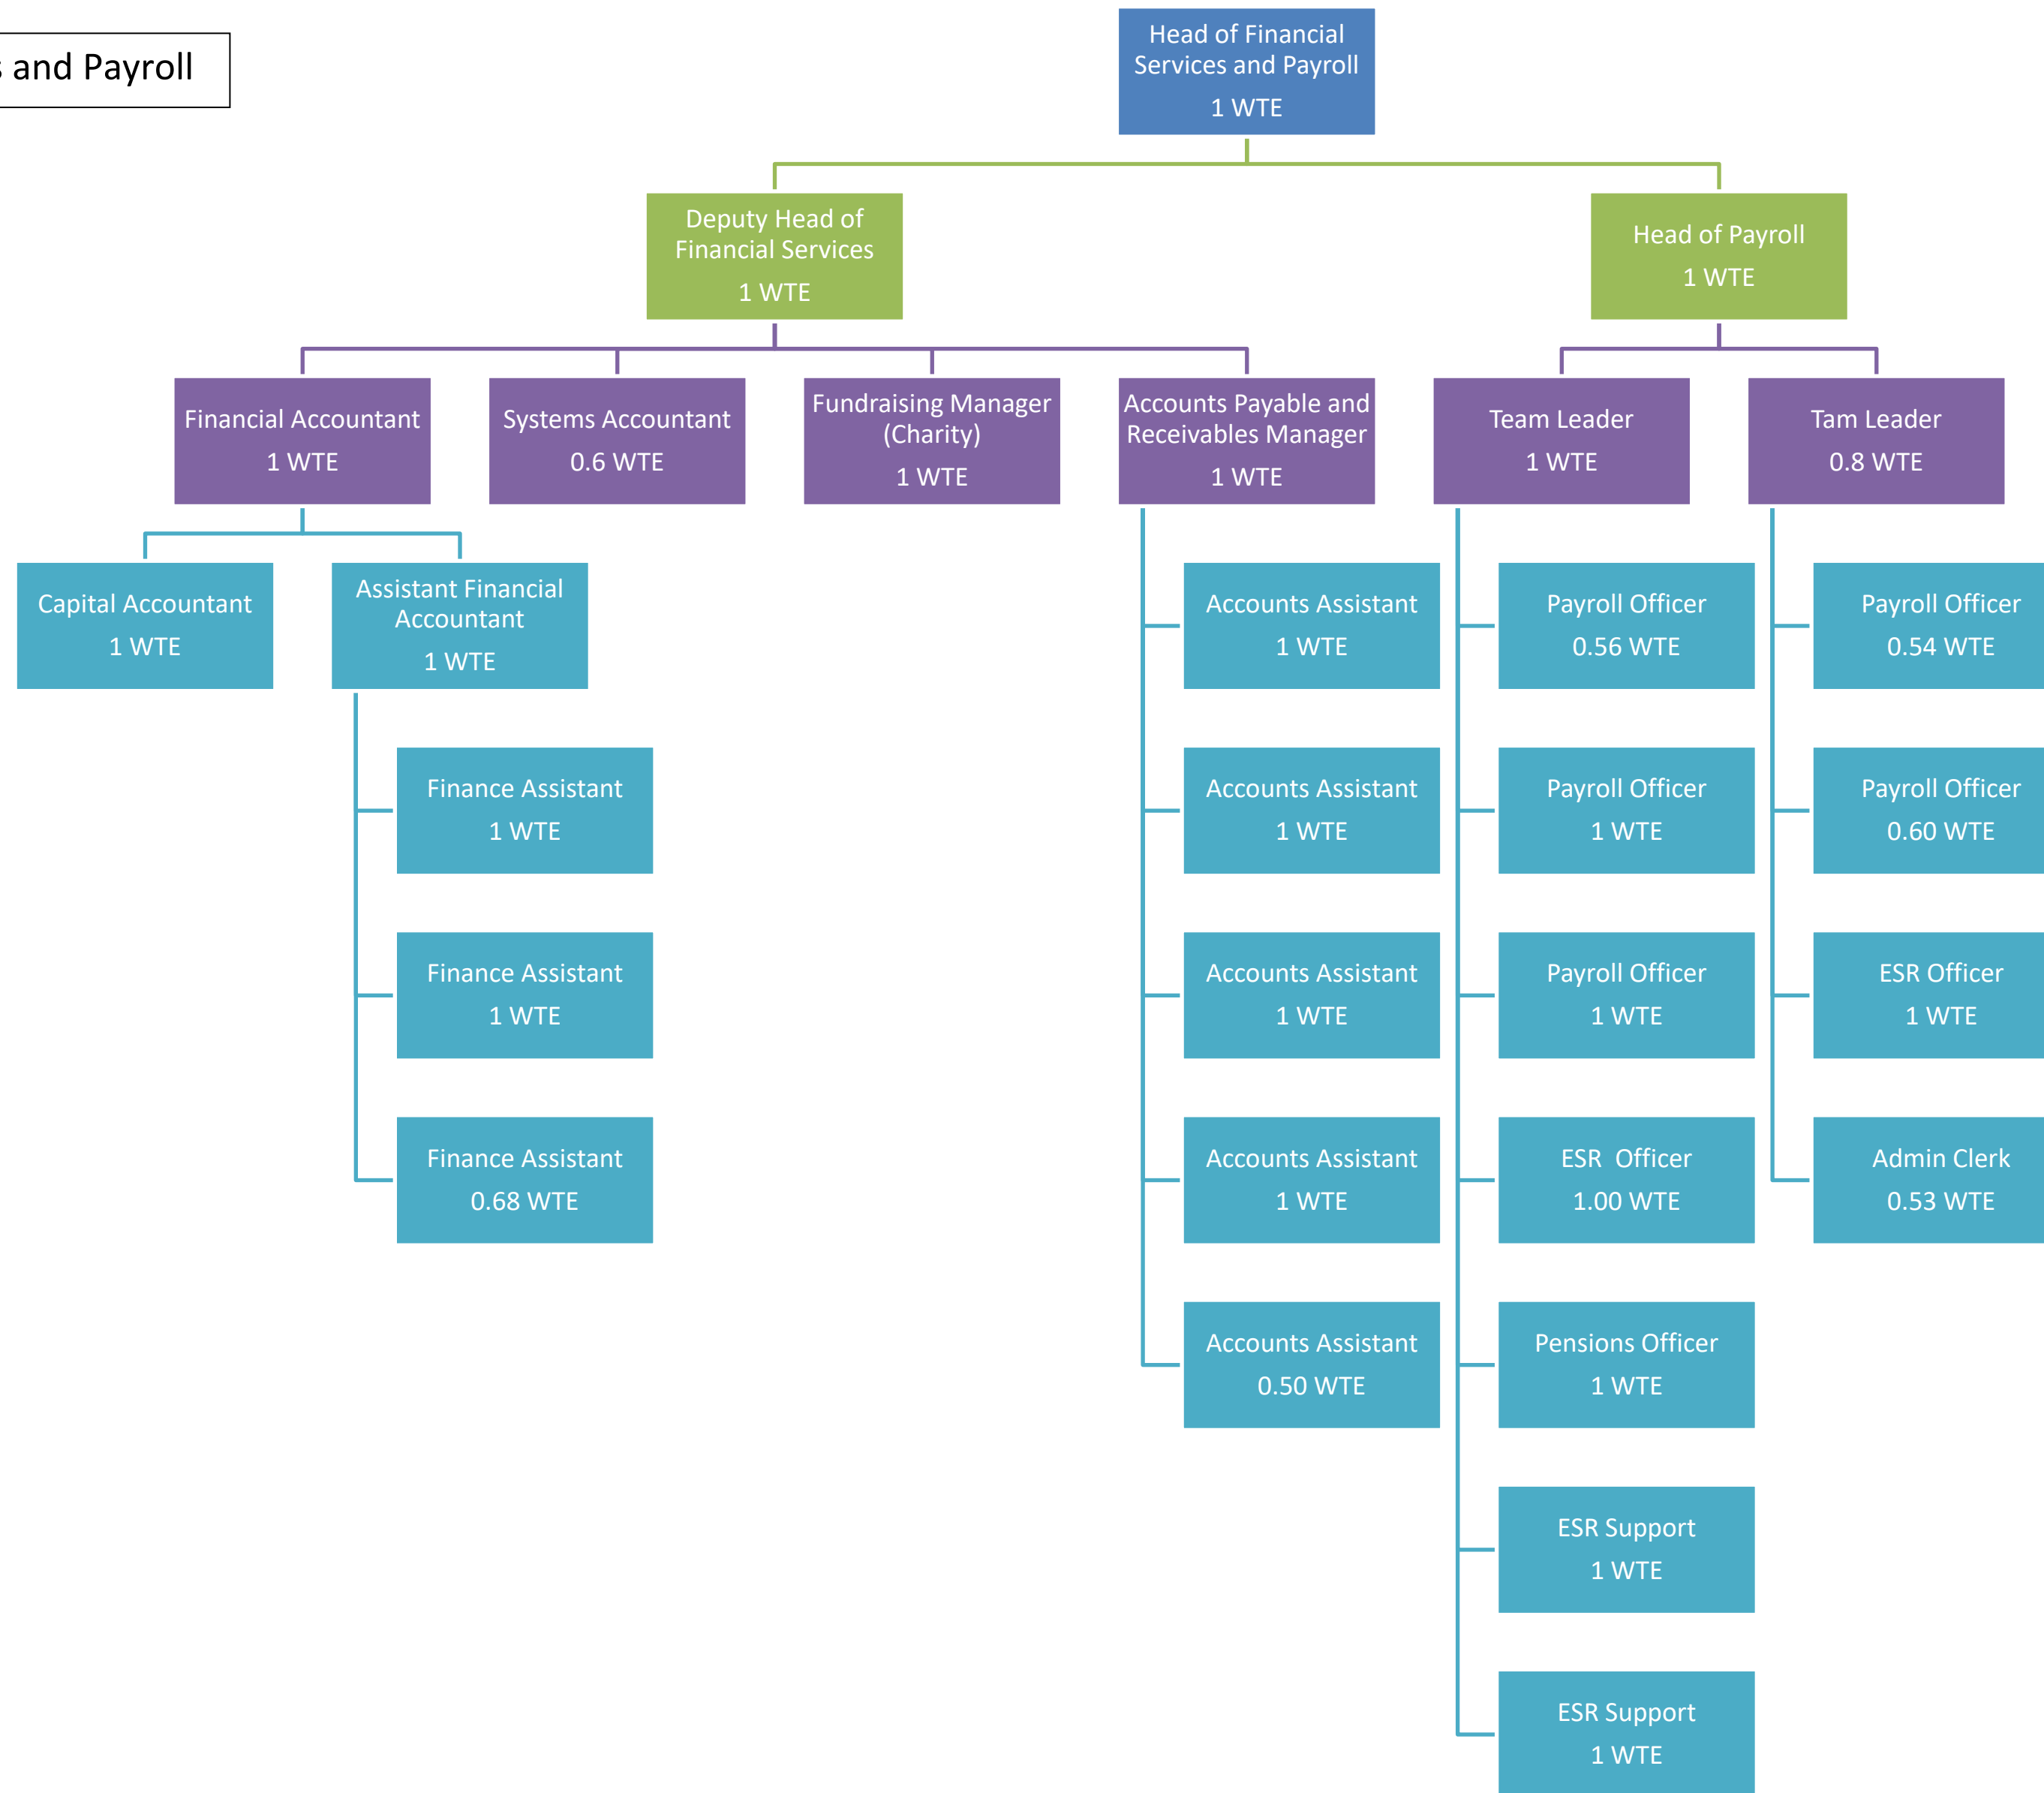 s and Payroll
Head of Financial
Services and Payroll
1 WTE
Deputy Head of
Financial Services
1 WTE
Head of Payroll
1 WTE
Financial Accountant
1 WTE
Systems Accountant
0.6 WTE
Fundraising Manager
(Charity)
1 WTE
Accounts Payable and
Receivables Manager
1 WTE
Team Leader
1 WTE
Tam Leader
0.8 WTE
Capital Accountant
1 WTE
Assistant Financial
Accountant
1 WTE
Accounts Assistant
1 WTE
Payroll Officer
0.56 WTE
Payroll Officer
0.54 WTE
Finance Assistant
1 WTE
Accounts Assistant
1 WTE
Payroll Officer
1 WTE
Payroll Officer
0.60 WTE
Finance Assistant
1 WTE
Accounts Assistant
1 WTE
Payroll Officer
1 WTE
ESR Officer
1 WTE
Finance Assistant
0.68 WTE
Accounts Assistant
1 WTE
ESR  Officer
1.00 WTE
Admin Clerk
0.53 WTE
Accounts Assistant
0.50 WTE
Pensions Officer
1 WTE
ESR Support
1 WTE
ESR Support
1 WTE